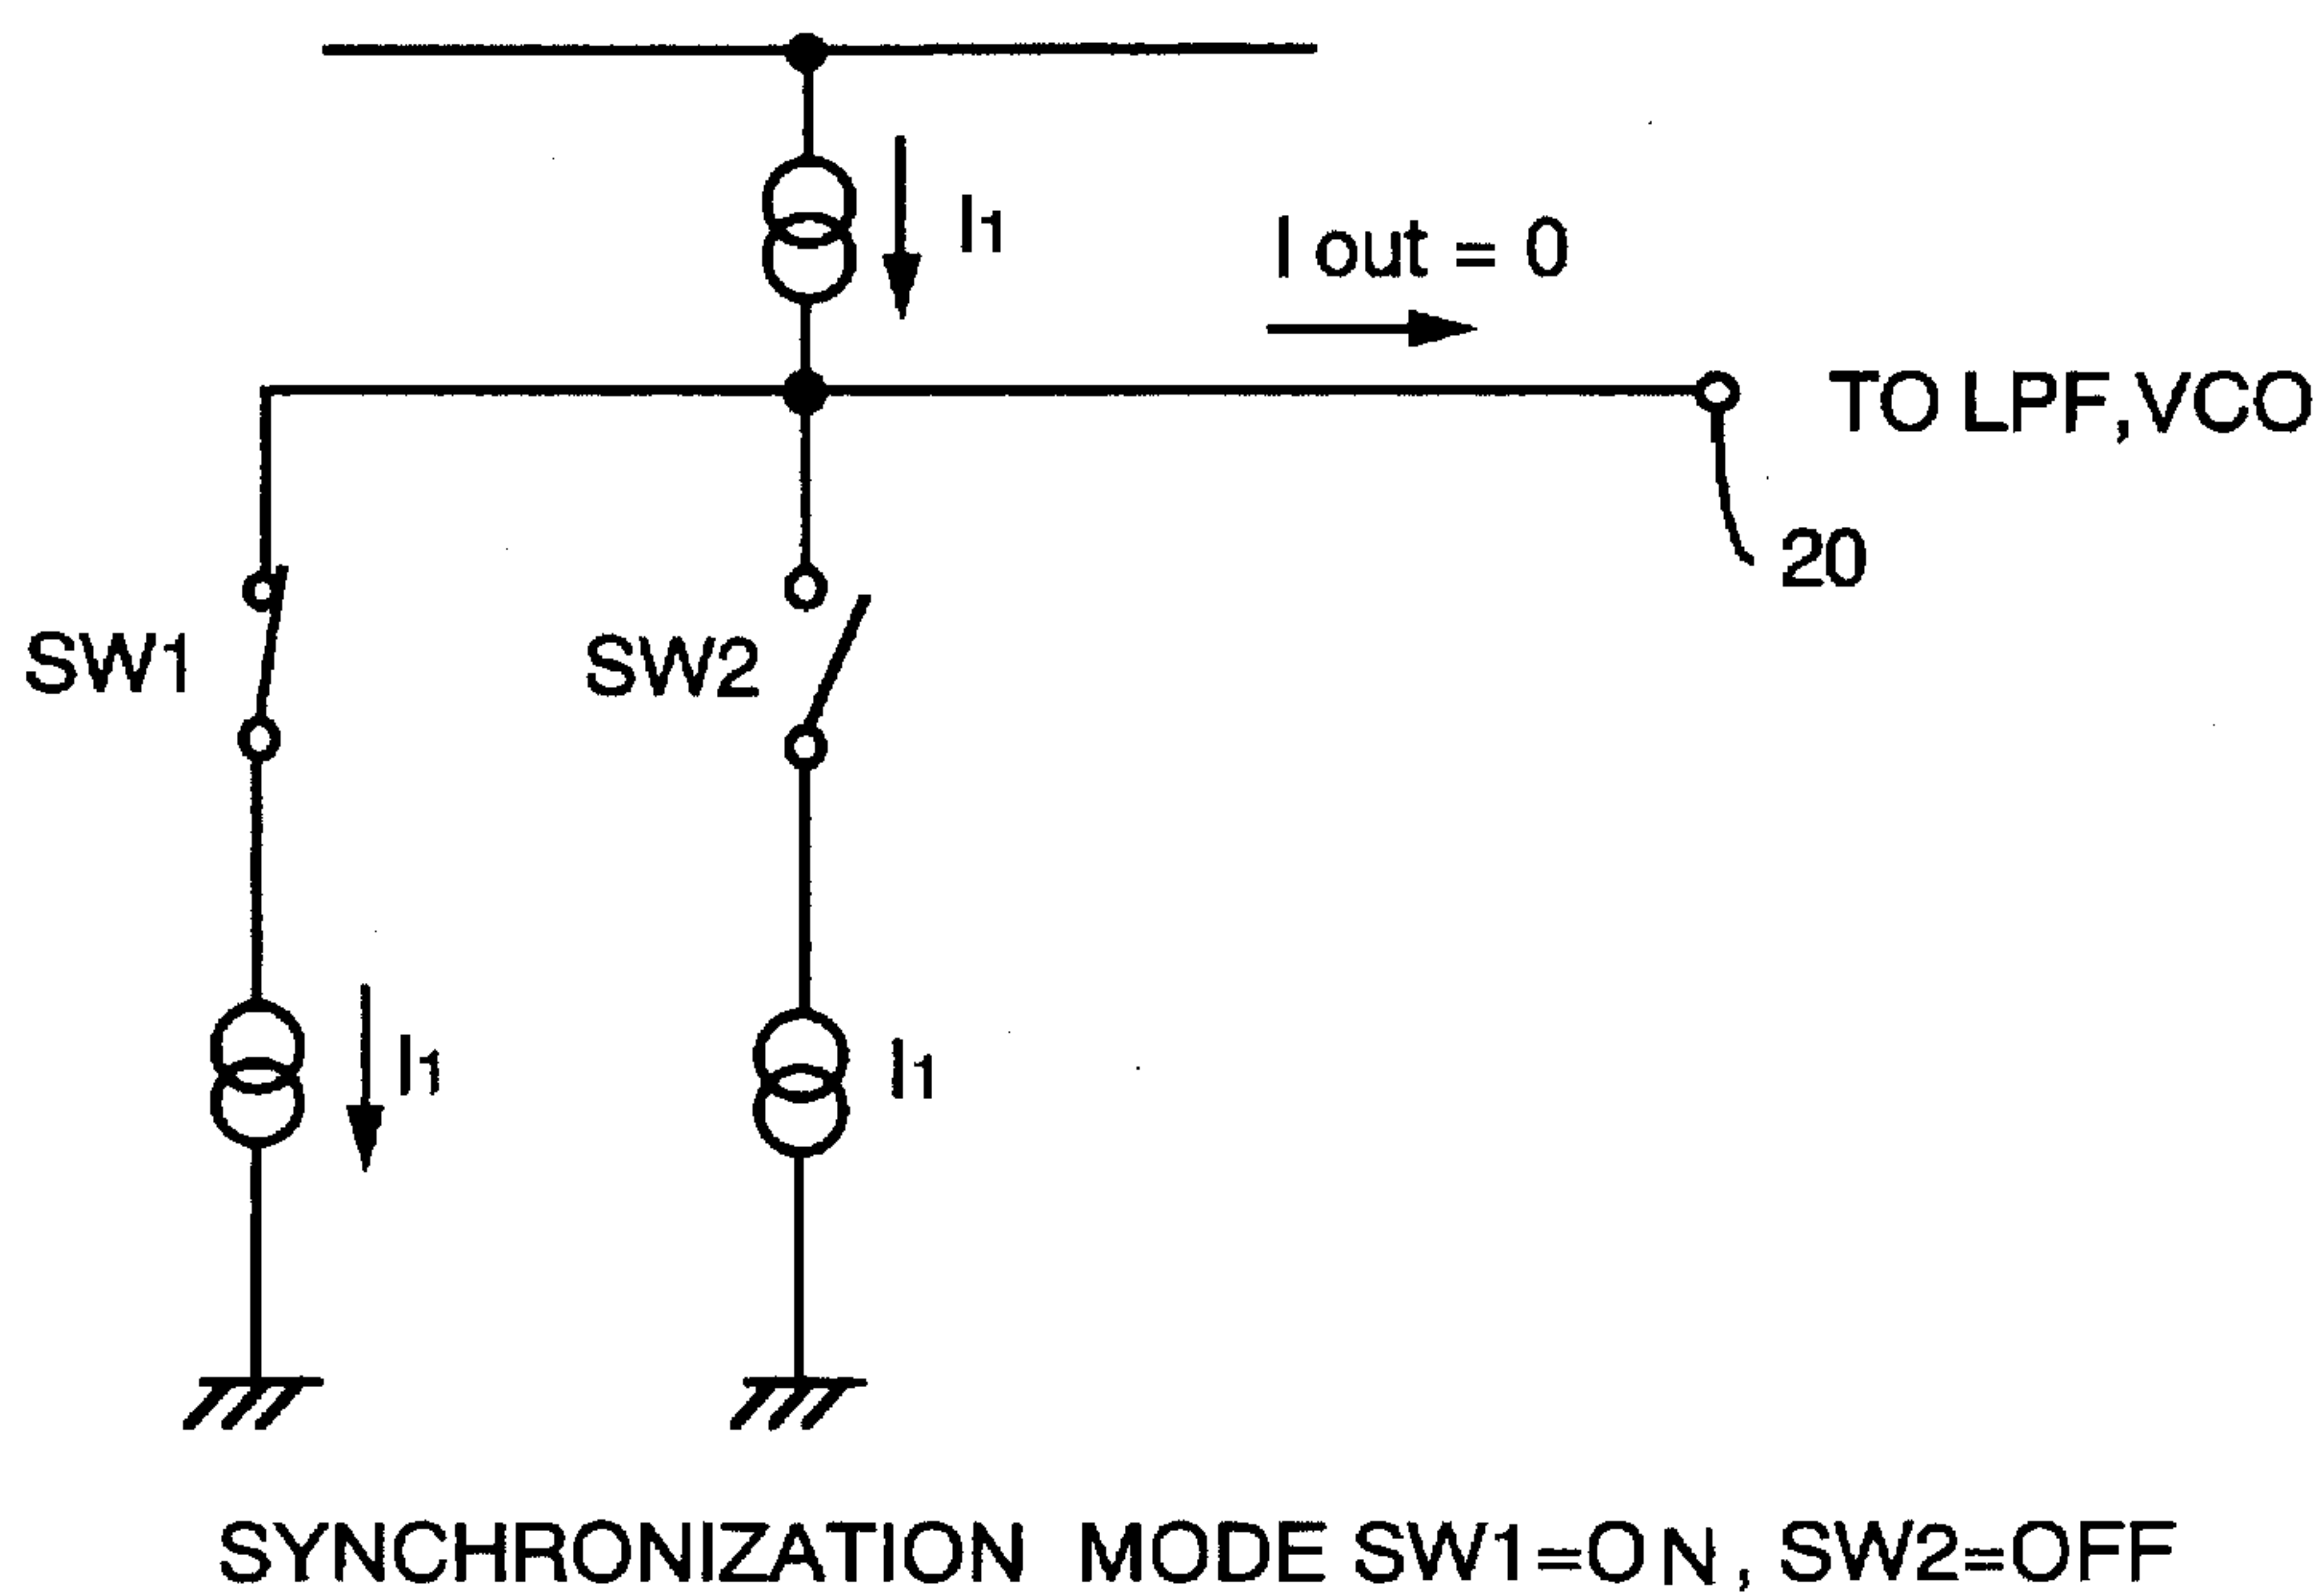 I1
I out = 0
TO LPF,VCO
20
SW1
SW2
I1
I1
SYNCHRONIZATION MODE SW1=ON, SW2=OFF